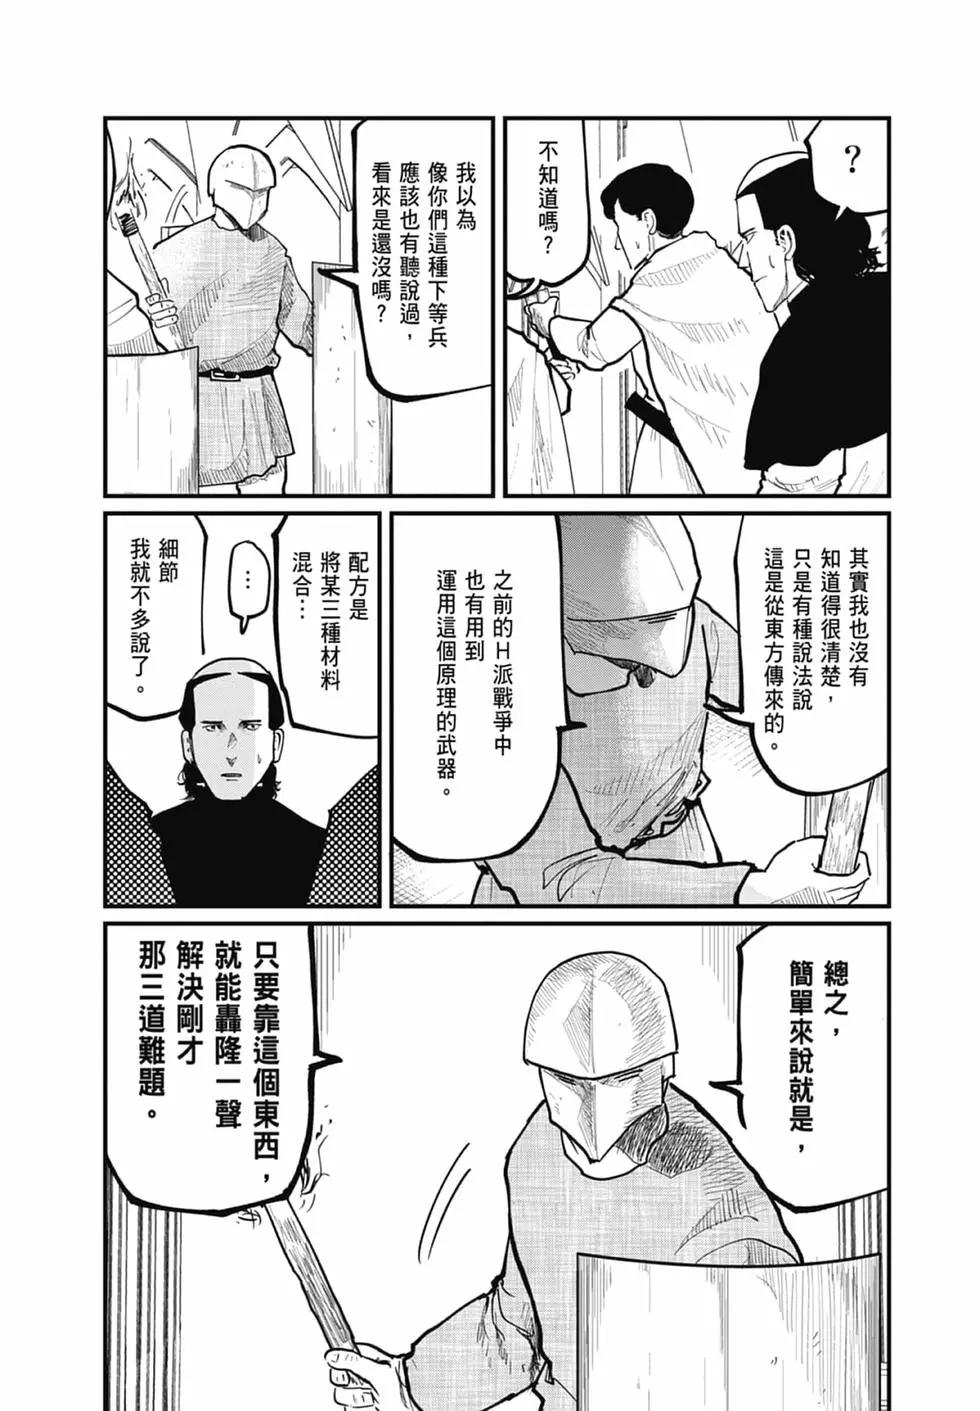 ？
不知道嗎？
我以為
像你們這種下等兵
應該也有聽說過，
看來是還沒嗎？
其實我也沒有
知道得很清楚，
只是有種說法說
這是從東方傳來的。
之前的H派戰爭中
也有用到
運用這個原理的武器。
配方是
將某三種材料
混合…
…
細節
我就不多說了。
總之，
簡單來說就是，
只要靠這個東西，
就能轟隆一聲
解決剛才
那三道難題。